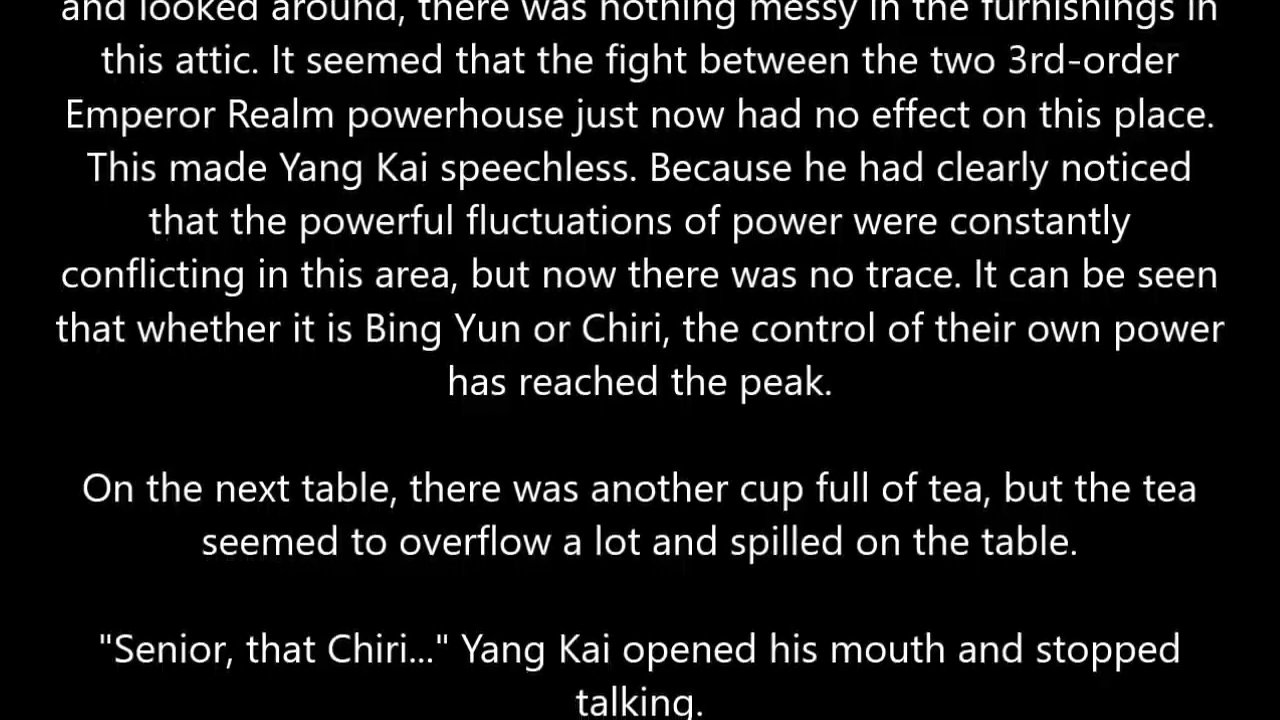 and looked around, there was nothing messy in the furnishings in
this attic. It seemed that the fight between the two 3rd-order
Emperor Realm powerhouse just now had no effect on this place.
This made Yang Kai speechless. Because he had clearly noticed
that the powerful fluctuations of power were constantly
conflicting in this area, but now there was no trace. It can be seen
that whether it is Bing Yun or Chiri, the control of their own power
has reached the peak.
On the next table, there was another cup full of tea, but the tea
seemed to overflow a lot and spilled on the table.
"Senior, that Chiri..." Yang Kai opened his mouth and stopped
talking.